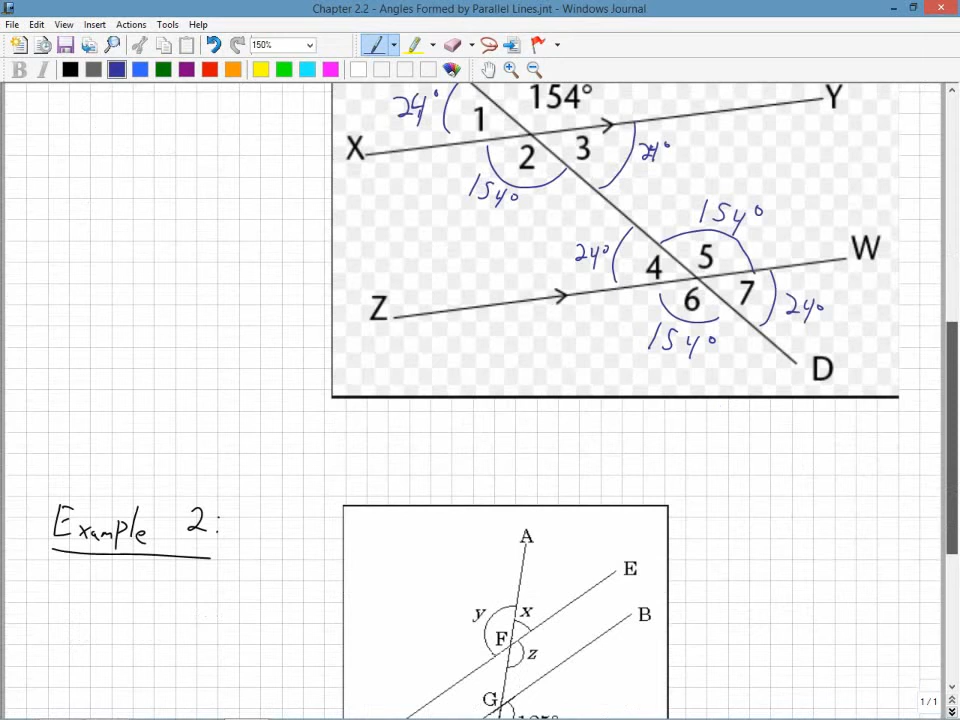 Chapter 2.2 - Angles Formed by Parallel Lines.jnt - Windows Journal
File Edit View Insert Actions Tools Help
150%
B I
24° 1 154° Y
X 2 3 24°
154°
154°
24° 4 5 W
Z 6 7 24°
154°
D
Example 2:
A
E
y x B
F z
G
1 / 1